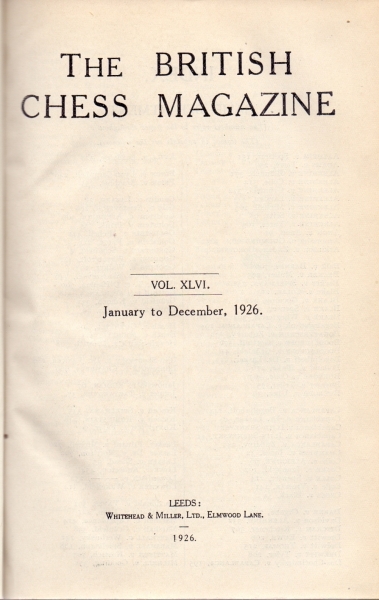 THE BRITISH
CHESS MAGAZINE
VOL. XLVI.
January to December, 1926.
LEEDS:
WHITEHEAD & MILLER, LTD., ELMWOOD LANE.
1926.